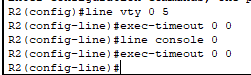 R2(config)#line vty 0 5
R2(config-line)#exec-timeout 0 0
R2(config-line)#line console 0
R2(config-line)#exec-timeout 0 0
R2(config-line)#